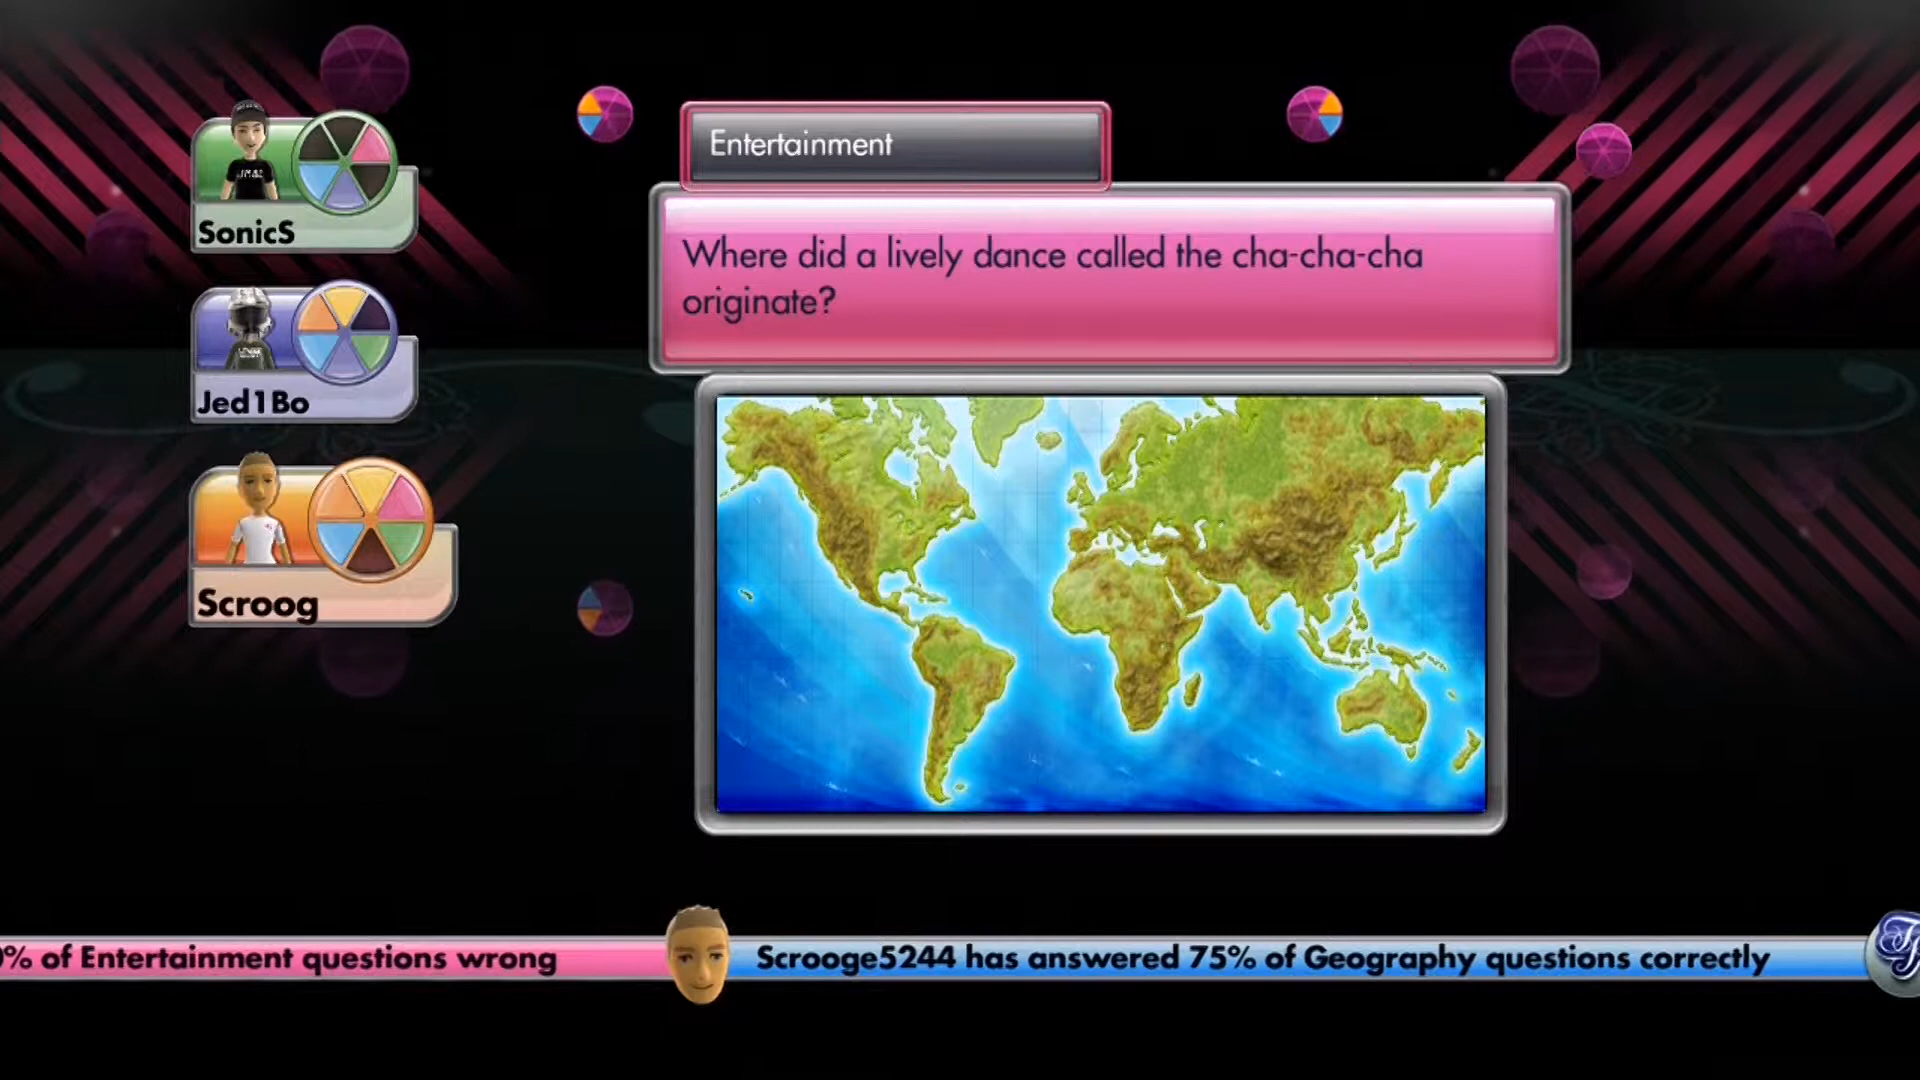 Entertainment
Where did a lively dance called the cha-cha-cha
originate?
SonicS
Jed1Bo
Scroog
% of Entertainment questions wrong
Scrooge5244 has answered 75% of Geography questions correctly